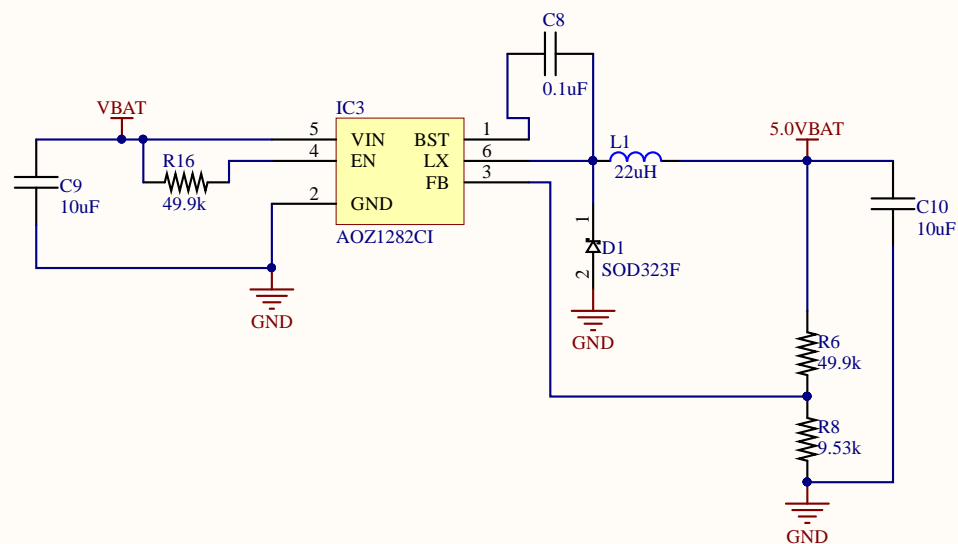 C8
0.1uF
VBAT
IC3
5
VIN
BST
1
4
EN
LX
6
FB
3
2
GND
AOZ1282CI
R16
49.9k
C9
10uF
GND
L1
22uH
5.0VBAT
C10
10uF
1
D1
SOD323F
2
GND
R6
49.9k
R8
9.53k
GND